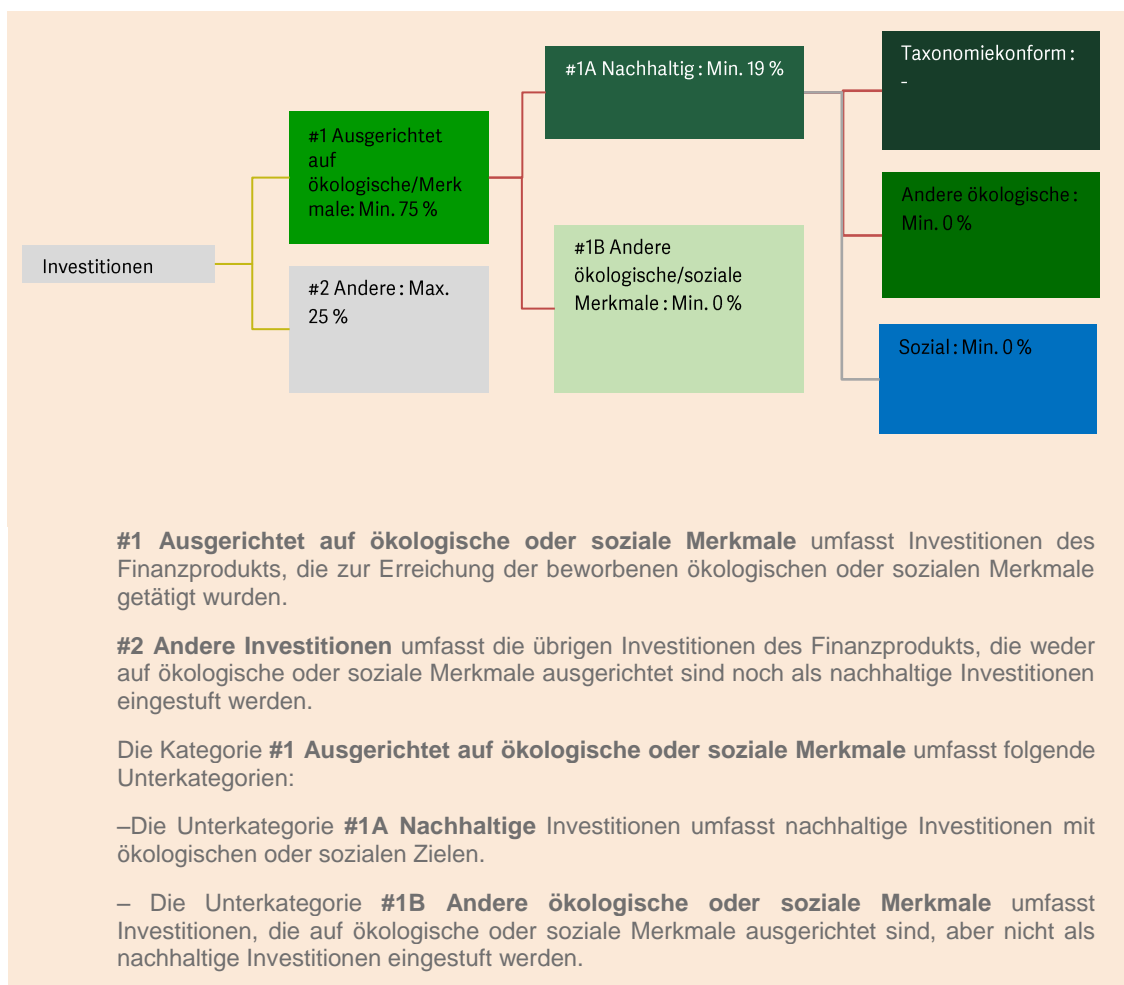 Investitionen
#1 Ausgerichtet
auf
ökologische/Merk
male: Min. 75 %
#2 Andere : Max.
25 %
#1A Nachhaltig : Min. 19 %
#1B Andere
ökologische/soziale
Merkmale : Min. 0 %
Taxonomiekonform :
-
Andere ökologische :
Min. 0 %
Sozial : Min. 0 %
#1 Ausgerichtet auf ökologische oder soziale Merkmale umfasst Investitionen des
Finanzprodukts, die zur Erreichung der beworbenen ökologischen oder sozialen Merkmale
getätigt wurden.
#2 Andere Investitionen umfasst die übrigen Investitionen des Finanzprodukts, die weder
auf ökologische oder soziale Merkmale ausgerichtet sind noch als nachhaltige Investitionen
eingestuft werden.
Die Kategorie #1 Ausgerichtet auf ökologische oder soziale Merkmale umfasst folgende
Unterkategorien:
–Die Unterkategorie #1A Nachhaltige Investitionen umfasst nachhaltige Investitionen mit
ökologischen oder sozialen Zielen.
– Die Unterkategorie #1B Andere ökologische oder soziale Merkmale umfasst
Investitionen, die auf ökologische oder soziale Merkmale ausgerichtet sind, aber nicht als
nachhaltige Investitionen eingestuft werden.